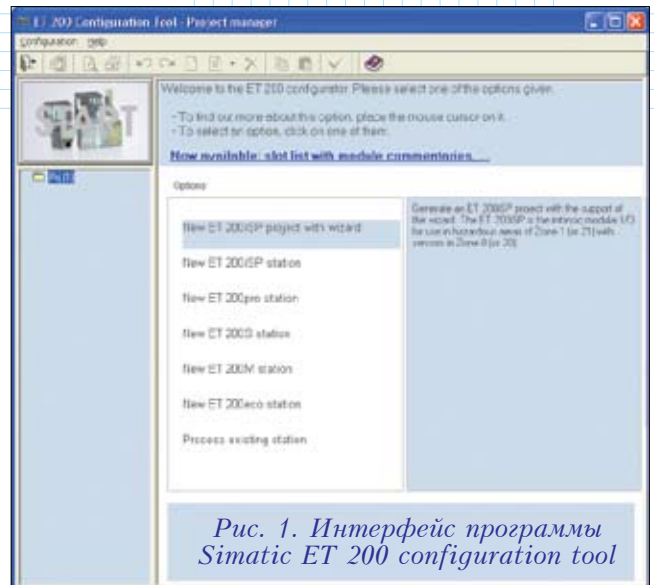 ET 200 Configuration Tool - Project manager
Configuration Help
Welcome to the ET 200 configurator. Please select one of the options given.
- To find out more about this option, place the mouse cursor on it.
- To select an option, click on one of them.
Now available: slot list with module commentaries....
Options
New ET 200iSP project with wizard
New ET 200iSP station
New ET 200pro station
New ET 200S station
New ET 200M station
New ET 200eco station
Process existing station
Generate an ET 200iSP project with the support of
the wizard. The ET 200iSP is the intrinsic module I/O
for use in hazardous areas of Zone 1 (or 21) with
sensors in Zone 0 (or 20).
Рис. 1. Интерфейс программы
Simatic ET 200 configuration tool